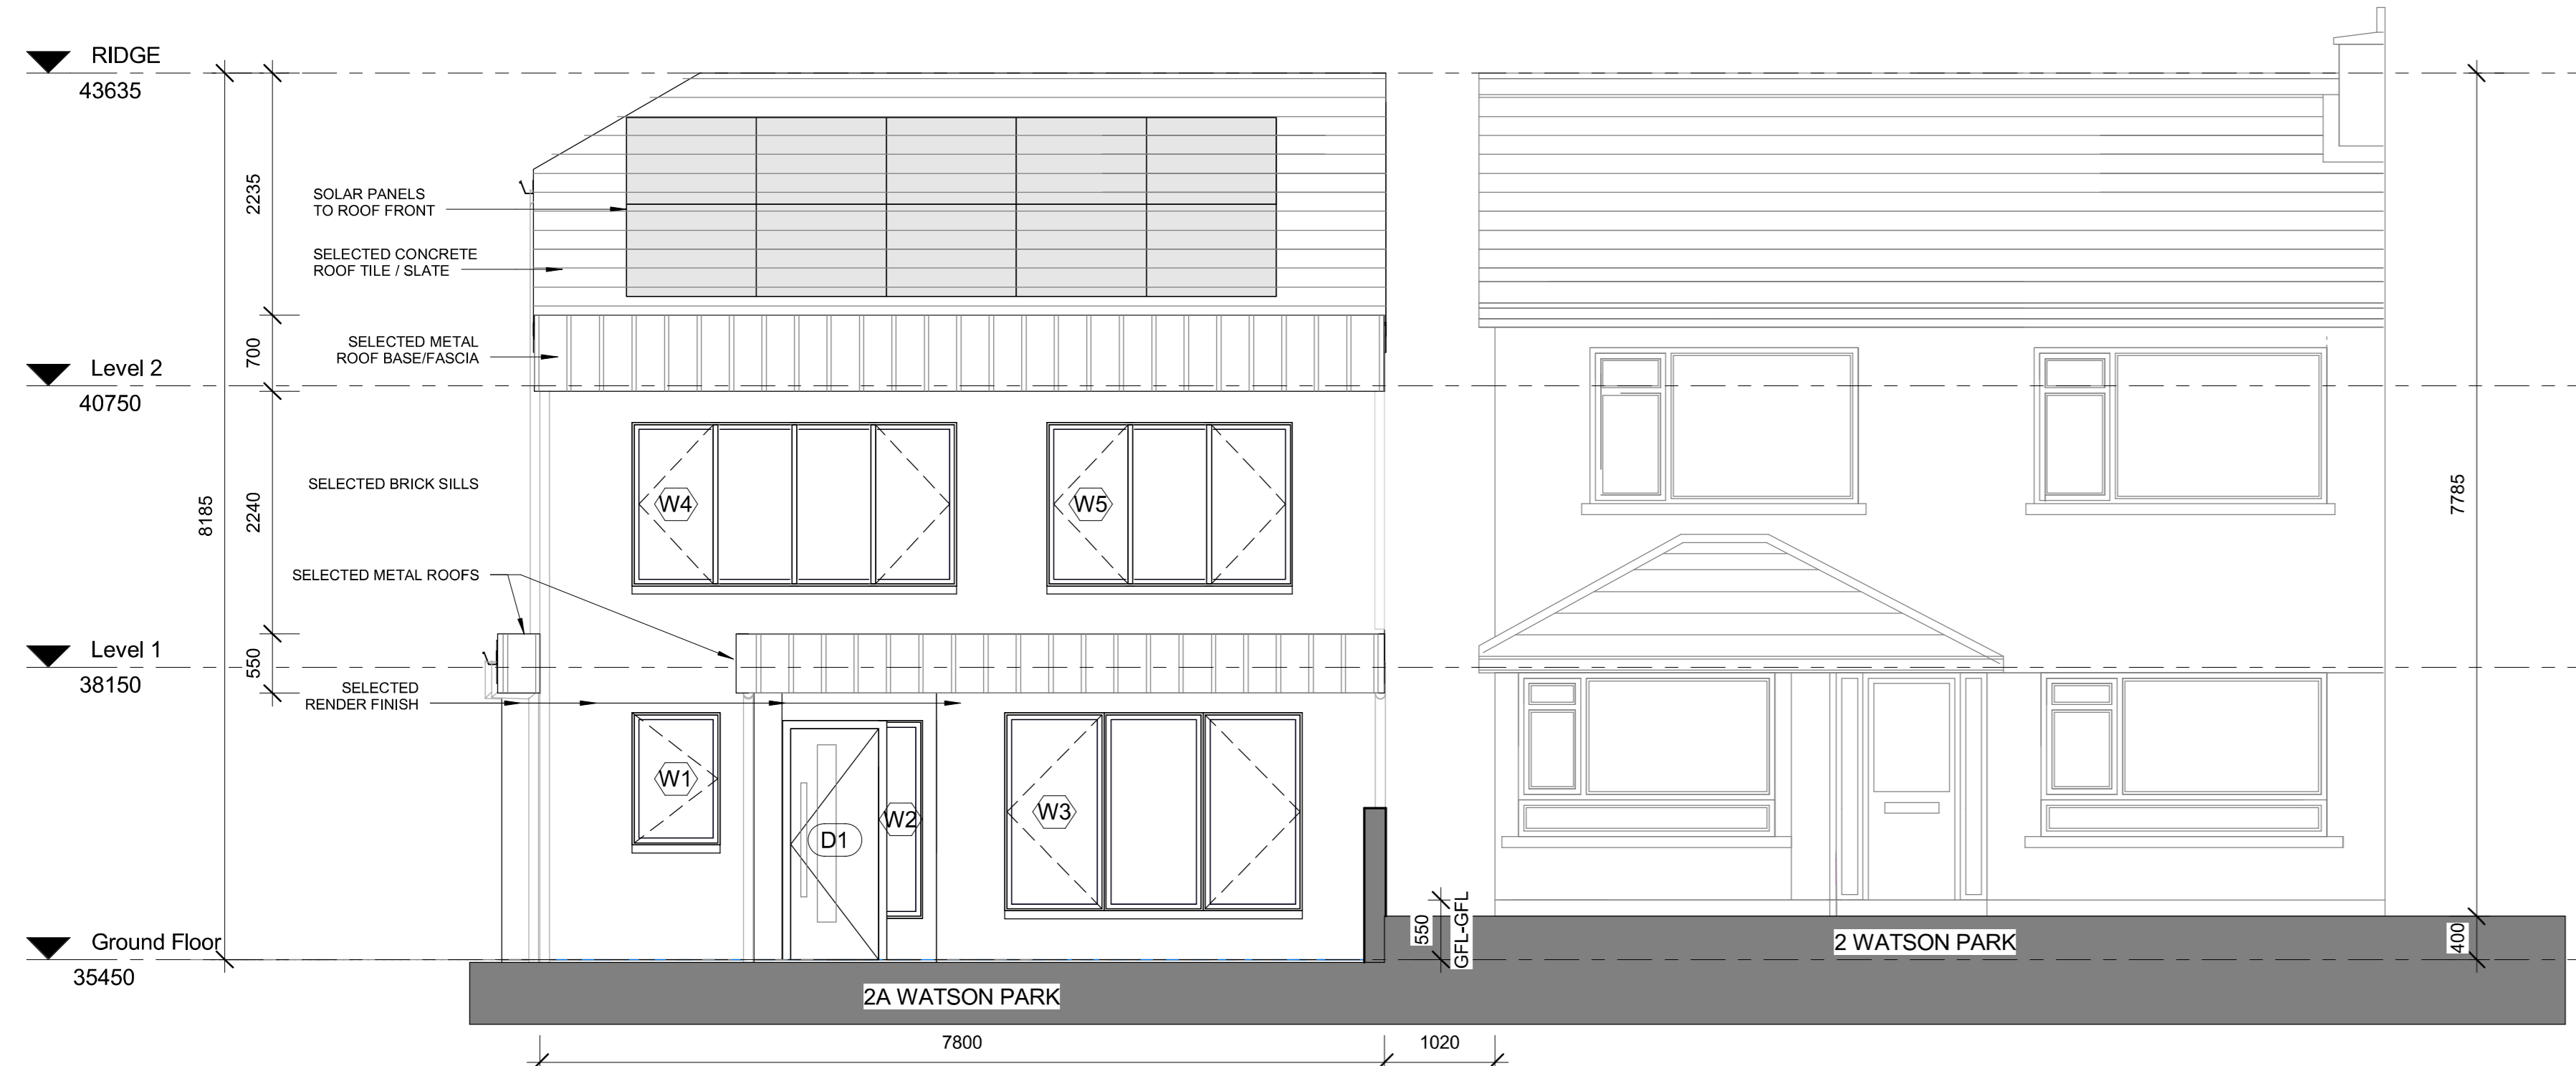 RIDGE
43635
2235
SOLAR PANELS
TO ROOF FRONT
SELECTED CONCRETE
ROOF TILE / SLATE
SELECTED METAL
ROOF BASE/FASCIA
700
Level 2
40750
SELECTED BRICK SILLS
2240
8185
7785
W4
W5
SELECTED METAL ROOFS
Level 1
38150
550
SELECTED
RENDER FINISH
W1
W2
W3
D1
550
GFL-GFL
400
Ground Floor
35450
2 WATSON PARK
2A WATSON PARK
7800
1020